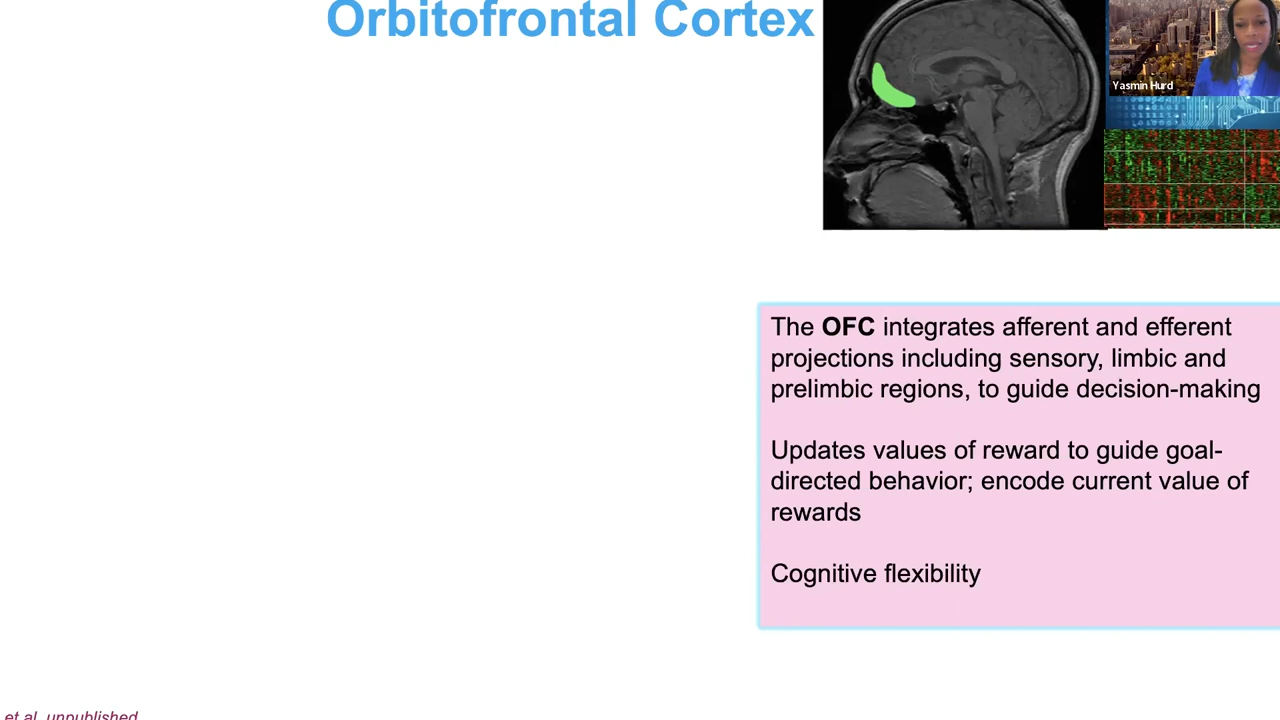 Orbitofrontal Cortex
Yasmin Hurd
The OFC integrates afferent and efferent
projections including sensory, limbic and
prelimbic regions, to guide decision-making
Updates values of reward to guide goal-
directed behavior; encode current value of
rewards
Cognitive flexibility
et al, unpublished